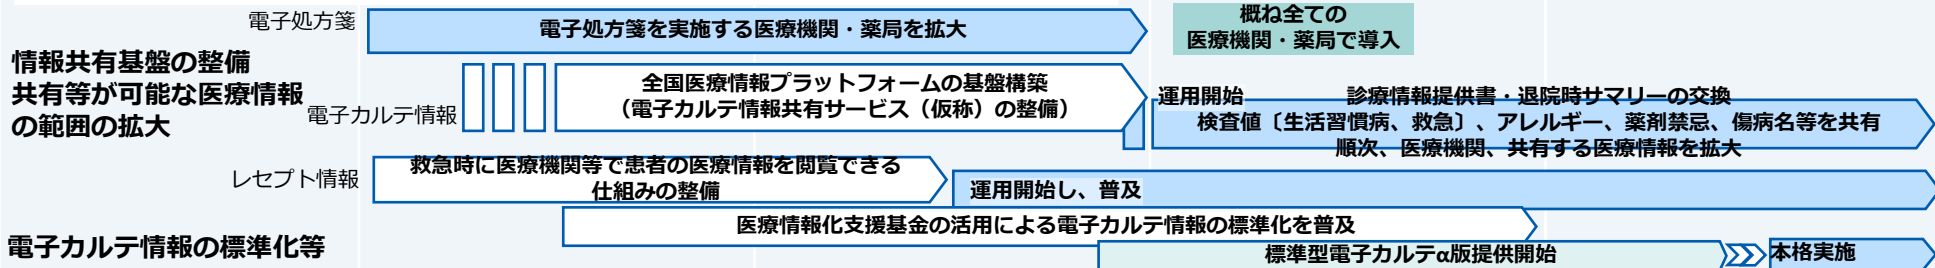 電子処方箋
電子処方箋を実施する医療機関・薬局を拡大
概ね全ての
医療機関・薬局で導入
情報共有基盤の整備
共有等が可能な医療情報
の範囲の拡大
電子カルテ情報
全国医療情報プラットフォームの基盤構築
（電子カルテ情報共有サービス（仮称）の整備）
運用開始
診療情報提供書・退院時サマリーの交換
検査値〔生活習慣病、救急〕、アレルギー、薬剤禁忌、傷病名等を共有
順次、医療機関、共有する医療情報を拡大
レセプト情報
救急時に医療機関等で患者の医療情報を閲覧できる
仕組みの整備
運用開始し、普及
電子カルテ情報の標準化等
医療情報化支援基金の活用による電子カルテ情報の標準化を普及
標準型電子カルテα版提供開始
本格実施